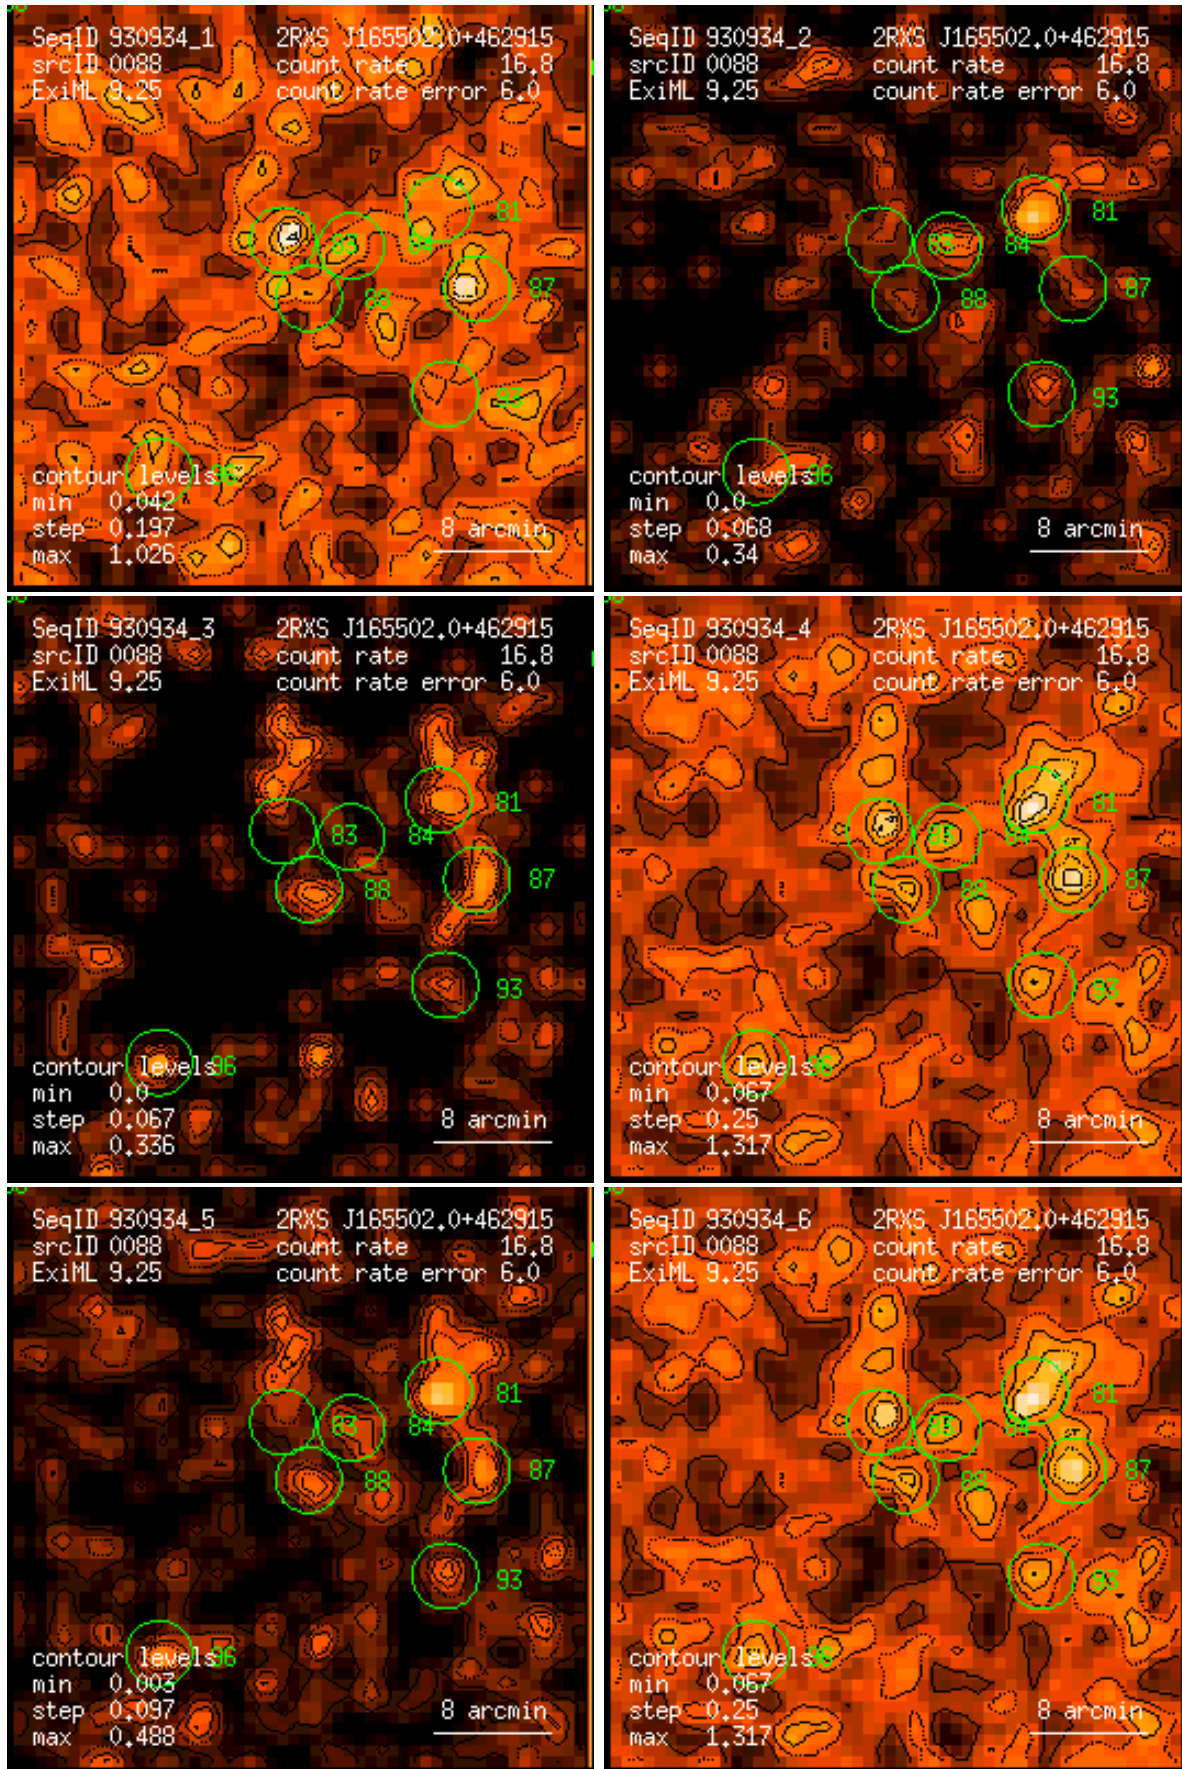 SeqID 930934_1 2RXS J165502.0+462915
srcID 0088 count rate 16.8
ExiML 9.25 count rate error 6.0
81
83 84
87
88
93
contour levels 96
min 0.042
step 0.197 8 arcmin
max 1.026
SeqID 930934_2 2RXS J165502.0+462915
srcID 0088 count rate 16.8
ExiML 9.25 count rate error 6.0
81
83 84
87
88
93
contour levels 96
min 0.0
step 0.068 8 arcmin
max 0.34
SeqID 930934_3 2RXS J165502.0+462915
srcID 0088 count rate 16.8
ExiML 9.25 count rate error 6.0
81
83 84
87
88
93
contour levels 96
min 0.0
step 0.067 8 arcmin
max 0.336
SeqID 930934_4 2RXS J165502.0+462915
srcID 0088 count rate 16.8
ExiML 9.25 count rate error 6.0
81
83 84
87
88
93
contour levels 96
min 0.067
step 0.25 8 arcmin
max 1.317
SeqID 930934_5 2RXS J165502.0+462915
srcID 0088 count rate 16.8
ExiML 9.25 count rate error 6.0
81
83 84
87
88
93
contour levels 96
min 0.003
step 0.097 8 arcmin
max 0.488
SeqID 930934_6 2RXS J165502.0+462915
srcID 0088 count rate 16.8
ExiML 9.25 count rate error 6.0
81
83 84
87
88
93
contour levels 96
min 0.067
step 0.25 8 arcmin
max 1.317